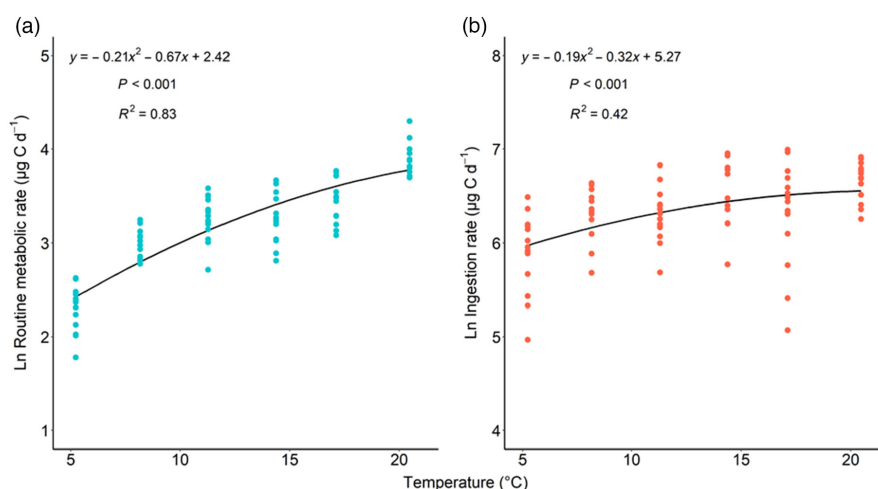 (a)
y = − 0.21x² − 0.67x + 2.42
P < 0.001
R² = 0.83
Ln Routine metabolic rate (µg C d⁻¹)
5
4
3
2
1
5 10 15 20
(b)
y = − 0.19x² − 0.32x + 5.27
P < 0.001
R² = 0.42
Ln Ingestion rate (µg C d⁻¹)
8
7
6
5
4
5 10 15 20
Temperature (°C)